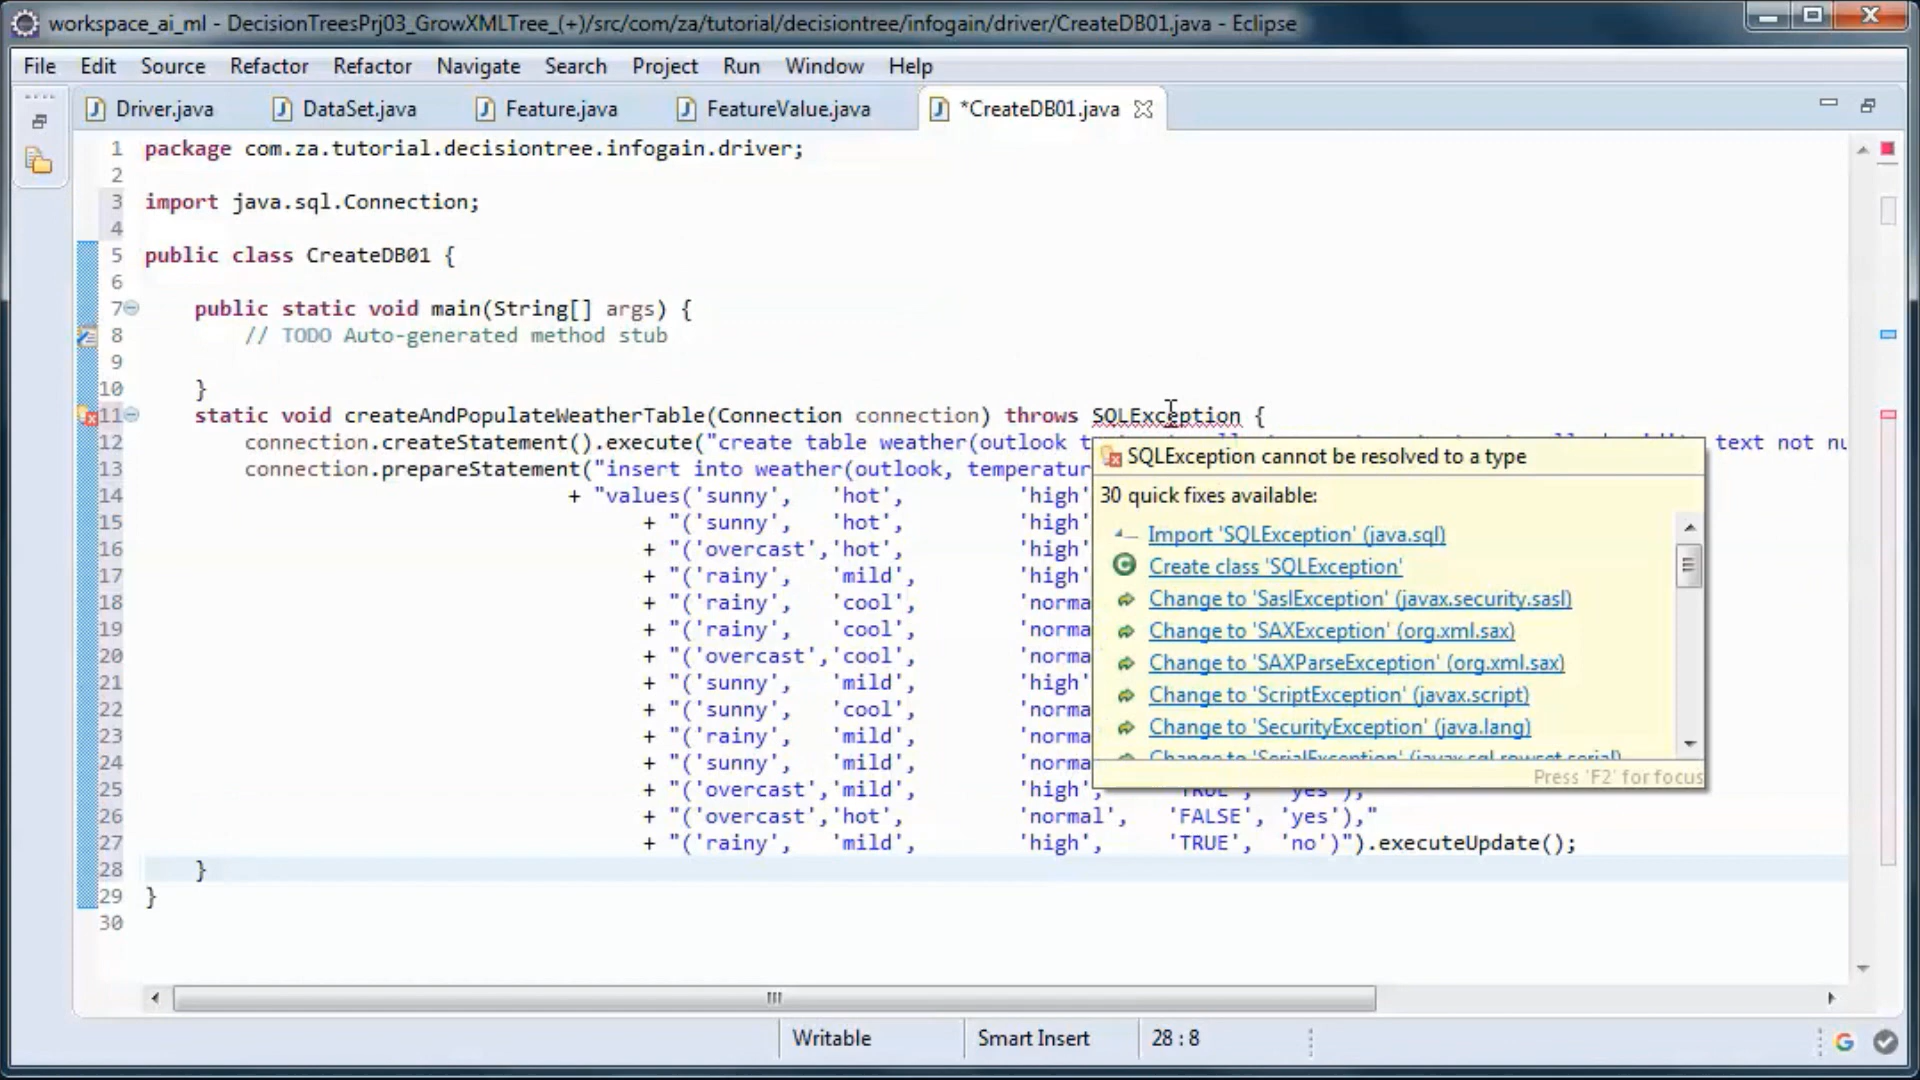 workspace_ai_ml - DecisionTreesPrj03_GrowXMLTree_(+)/src/com/za/tutorial/decisiontree/infogain/driver/CreateDB01.java - Eclipse
File Edit Source Refactor Refactor Navigate Search Project Run Window Help
Driver.java DataSet.java Feature.java FeatureValue.java *CreateDB01.java
1 package com.za.tutorial.decisiontree.infogain.driver;
2
3 import java.sql.Connection;
4
5 public class CreateDB01 {
6
7 public static void main(String[] args) {
8 // TODO Auto-generated method stub
9
10 }
11 static void createAndPopulateWeatherTable(Connection connection) throws SQLException {
12 connection.createStatement().execute("create table weather(outlook text not nu
13 connection.prepareStatement("insert into weather(outlook, temperatur
14 + "values('sunny', 'hot', 'high'
15 + "('sunny', 'hot', 'high'
16 + "('overcast','hot', 'high'
17 + "('rainy', 'mild', 'high'
18 + "('rainy', 'cool', 'norma
19 + "('rainy', 'cool', 'norma
20 + "('overcast','cool', 'norma
21 + "('sunny', 'mild', 'high'
22 + "('sunny', 'cool', 'norma
23 + "('rainy', 'mild', 'norma
24 + "('sunny', 'mild', 'norma
25 + "('overcast','mild', 'high', 'TRUE', 'yes'),"
26 + "('overcast','hot', 'normal', 'FALSE', 'yes'),"
27 + "('rainy', 'mild', 'high', 'TRUE', 'no')").executeUpdate();
28 }
29 }
30
SQLException cannot be resolved to a type
30 quick fixes available:
Import 'SQLException' (java.sql)
Create class 'SQLException'
Change to 'SaslException' (javax.security.sasl)
Change to 'SAXException' (org.xml.sax)
Change to 'SAXParseException' (org.xml.sax)
Change to 'ScriptException' (javax.script)
Change to 'SecurityException' (java.lang)
Change to 'SerialException' (javax.sql.rowset.serial)
Press 'F2' for focus
Writable Smart Insert 28 : 8